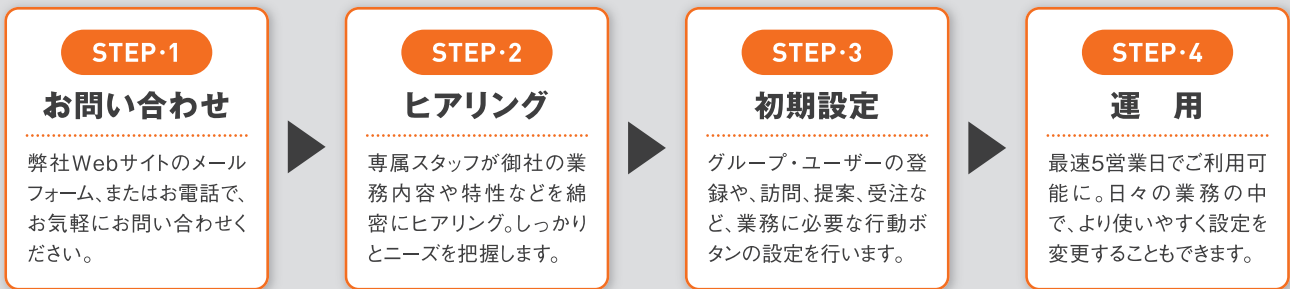 STEP・1
お問い合わせ
弊社Webサイトのメール
フォーム、またはお電話で、
お気軽にお問い合わせく
ださい。
STEP・2
ヒアリング
専属スタッフが御社の業
務内容や特性などを綿
密にヒアリング。しっかり
とニーズを把握します。
STEP・3
初期設定
グループ・ユーザーの登
録や、訪問、提案、受注な
ど、業務に必要な行動ボ
タンの設定を行います。
STEP・4
運　用
最速5営業日でご利用可
能に。日々の業務の中
で、より使いやすく設定を
変更することもできます。